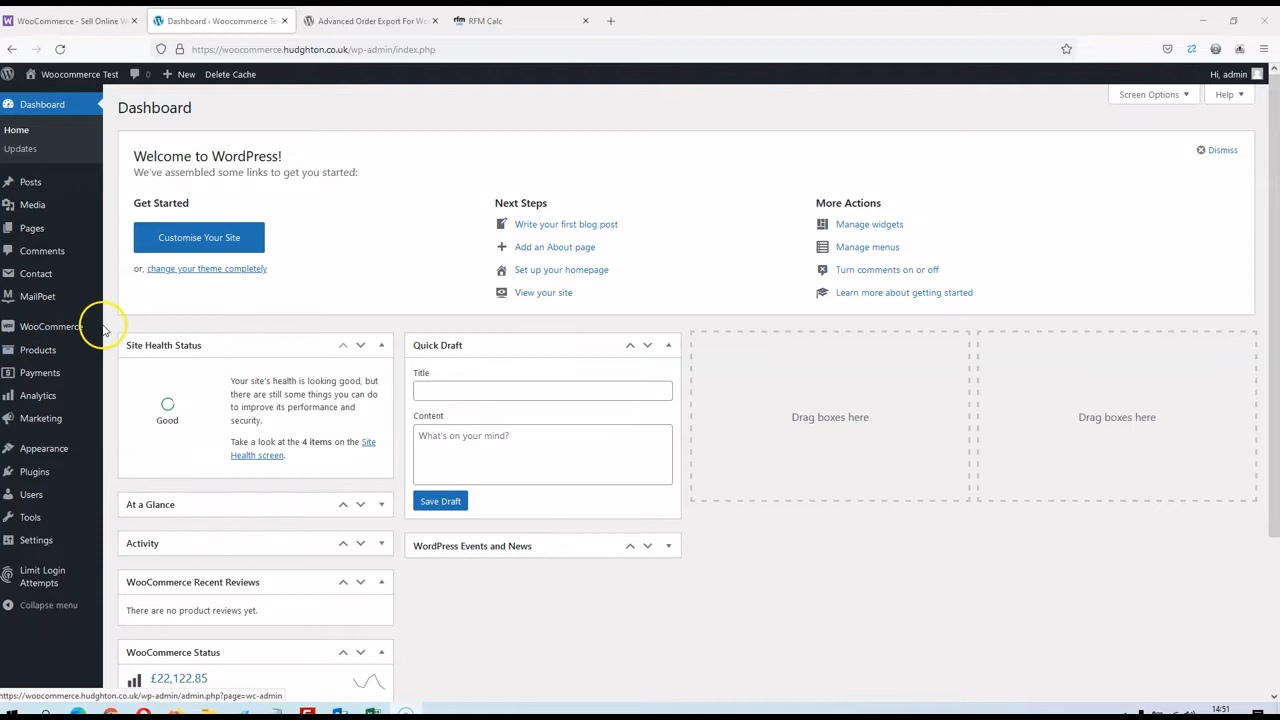 WooCommerce - Sell Online W
Dashboard ‹ Woocommerce Te
Advanced Order Export For Wo
rfm
RFM Calc
https://woocommerce.hudghton.co.uk/wp-admin/index.php
Woocommerce Test
0
New
Delete Cache
Hi, admin
Dashboard
Home
Updates
Posts
Media
Pages
Comments
Contact
MailPoet
WooCommerce
Products
Payments
Analytics
Marketing
Appearance
Plugins
Users
Tools
Settings
Limit Login
Attempts
Collapse menu
Dashboard
Screen Options
Help
Welcome to WordPress!
We've assembled some links to get you started:
Dismiss
Get Started
Customise Your Site
or, change your theme completely
Next Steps
Write your first blog post
Add an About page
Set up your homepage
View your site
More Actions
Manage widgets
Manage menus
Turn comments on or off
Learn more about getting started
Site Health Status
Good
Your site's health is looking good, but
there are still some things you can do
to improve its performance and
security.
Take a look at the 4 items on the Site
Health screen.
At a Glance
Activity
WooCommerce Recent Reviews
There are no product reviews yet.
WooCommerce Status
£22,122.85
Quick Draft
Title
Content
What's on your mind?
Save Draft
WordPress Events and News
Drag boxes here
Drag boxes here
https://woocommerce.hudghton.co.uk/wp-admin/admin.php?page=wc-admin
14:51